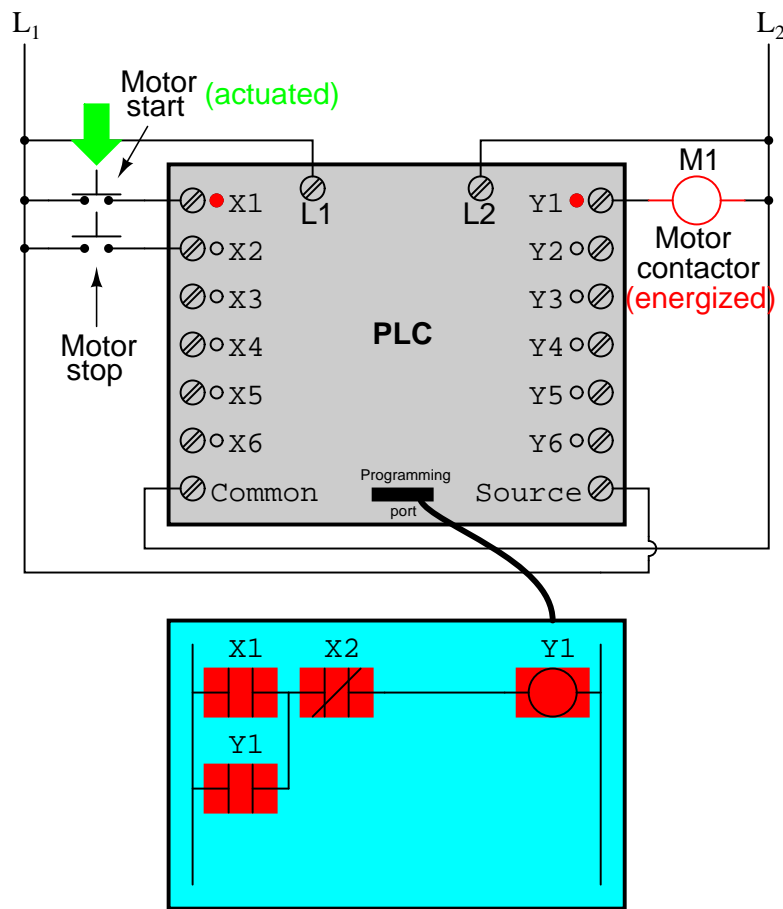 L1
L2
Motor
start
(actuated)
M1
X1
L1
L2
Y1
X2
Y2
Motor
contactor
(energized)
X3
Y3
Motor
stop
X4
PLC
Y4
X5
Y5
X6
Y6
Common
Programming
port
Source
X1
X2
Y1
Y1